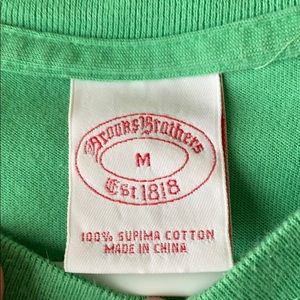 Brooks Brothers
M
Est 1818
100% SUPIMA COTTON
MADE IN CHINA